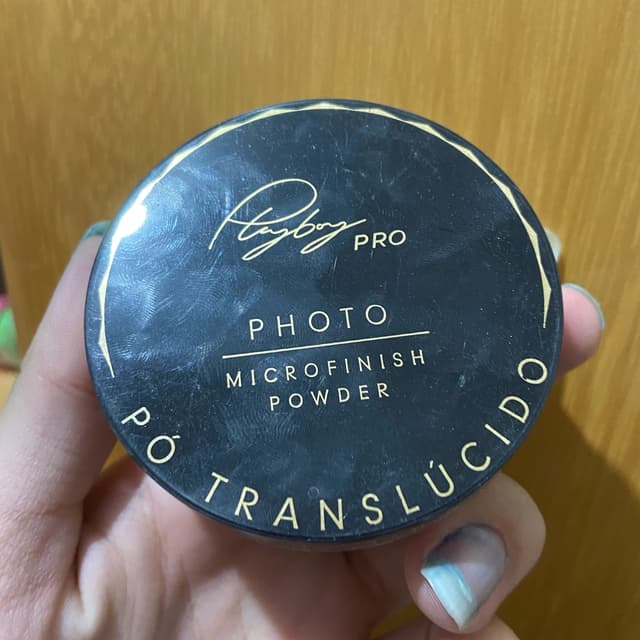 Playboy PRO
PHOTO
MICROFINISH
POWDER
PÓ TRANSLÚCIDO